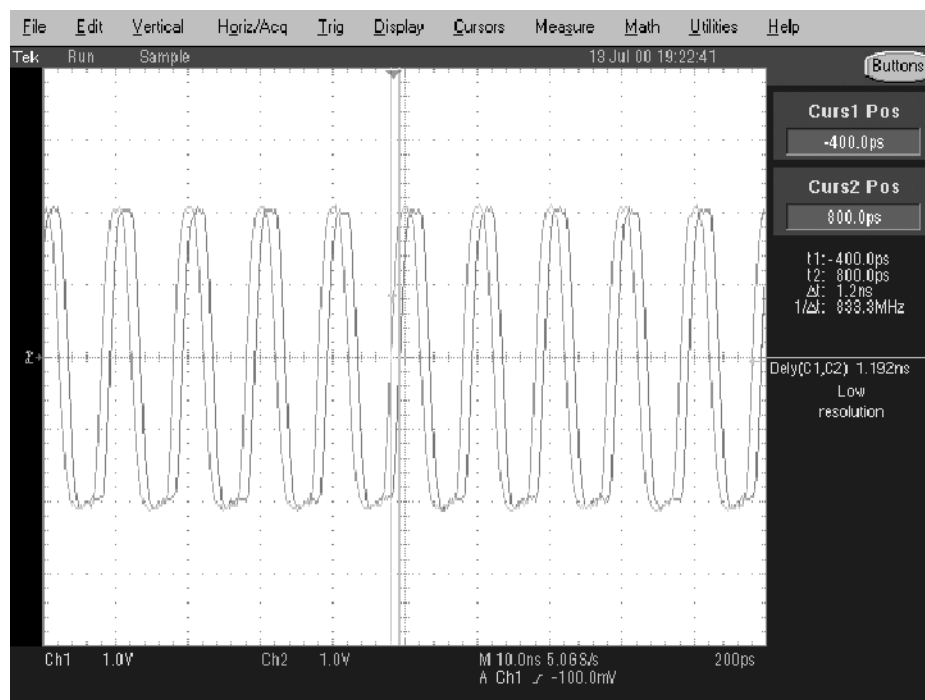 File Edit Vertical Horiz/Acq Trig Display Cursors Measure Math Utilities Help
Tek Run Sample 13 Jul 00 19:22:41
Buttons
Curs1 Pos
-400.0ps
Curs2 Pos
800.0ps
t1: -400.0ps
t2: 800.0ps
Δt: 1.2ns
1/Δt: 833.3MHz
Dely(C1,C2) 1.192ns
Low
resolution
Ch1 1.0V Ch2 1.0V M 10.0ns 5.0GS/s 200ps
A Ch1 -100.0mV